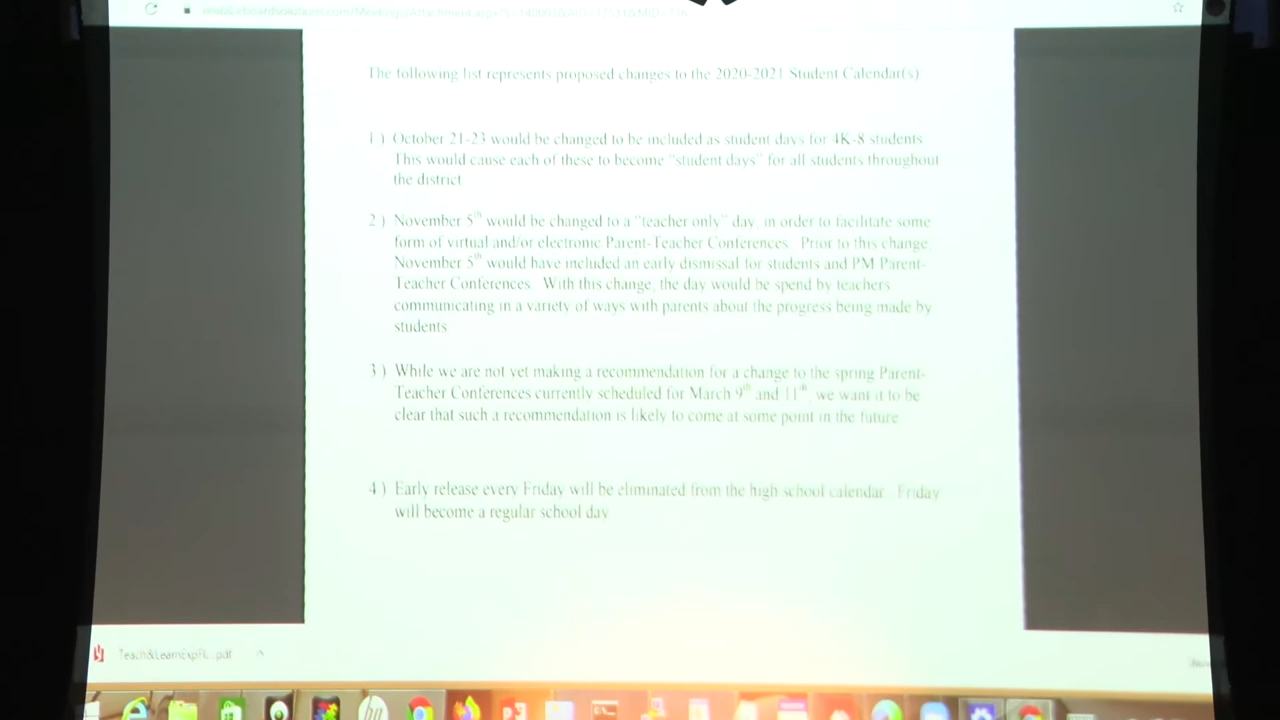 The following list represents proposed changes to the 2020-2021 Student Calendar(s)
1) October 21-23 would be changed to be included as student days for 4K-8 students
This would cause each of these to become "student days" for all students throughout
the district
2) November 5th would be changed to a "teacher only" day, in order to facilitate some
form of virtual and/or electronic Parent-Teacher Conferences. Prior to this change,
November 5th would have included an early dismissal for students and PM Parent-
Teacher Conferences. With this change, the day would be spend by teachers
communicating in a variety of ways with parents about the progress being made by
students
3) While we are not yet making a recommendation for a change to the spring Parent-
Teacher Conferences currently scheduled for March 9th and 11th, we want it to be
clear that such a recommendation is likely to come at some point in the future
4) Early release every Friday will be eliminated from the high school calendar. Friday
will become a regular school day
Teach&LearnExpFl...pdf
hp